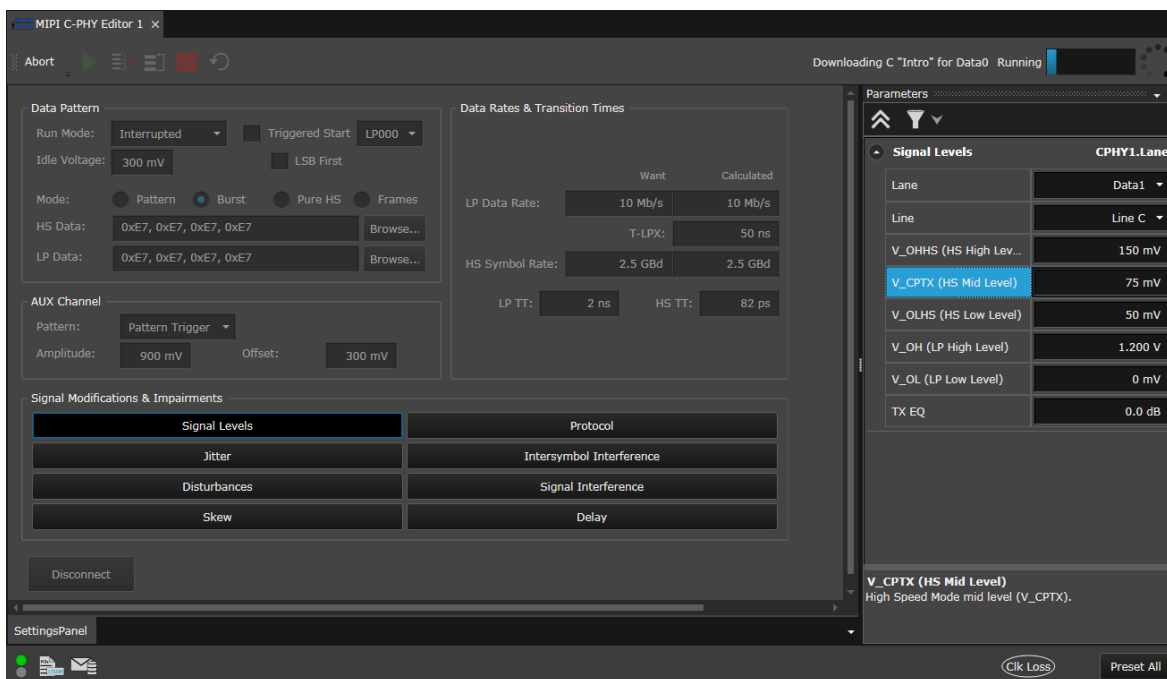 MIPI C-PHY Editor 1 ×
Abort
Downloading C "Intro" for Data0 Running
Data Pattern
Run Mode: Interrupted Triggered Start LP000
Idle Voltage: 300 mV LSB First
Mode: Pattern Burst Pure HS Frames
HS Data: 0xE7, 0xE7, 0xE7, 0xE7 Browse...
LP Data: 0xE7, 0xE7, 0xE7, 0xE7 Browse...
AUX Channel
Pattern: Pattern Trigger
Amplitude: 900 mV Offset: 300 mV
Data Rates & Transition Times
Want Calculated
LP Data Rate: 10 Mb/s 10 Mb/s
T-LPX: 50 ns
HS Symbol Rate: 2.5 GBd 2.5 GBd
LP TT: 2 ns HS TT: 82 ps
Signal Modifications & Impairments
Signal Levels Protocol
Jitter Intersymbol Interference
Disturbances Signal Interference
Skew Delay
Disconnect
SettingsPanel
Parameters
Signal Levels CPHY1.Lane
Lane Data1
Line Line C
V_OHHS (HS High Lev... 150 mV
V_CPTX (HS Mid Level) 75 mV
V_OLHS (HS Low Level) 50 mV
V_OH (LP High Level) 1.200 V
V_OL (LP Low Level) 0 mV
TX EQ 0.0 dB
V_CPTX (HS Mid Level)
High Speed Mode mid level (V_CPTX).
Clk Loss Preset All